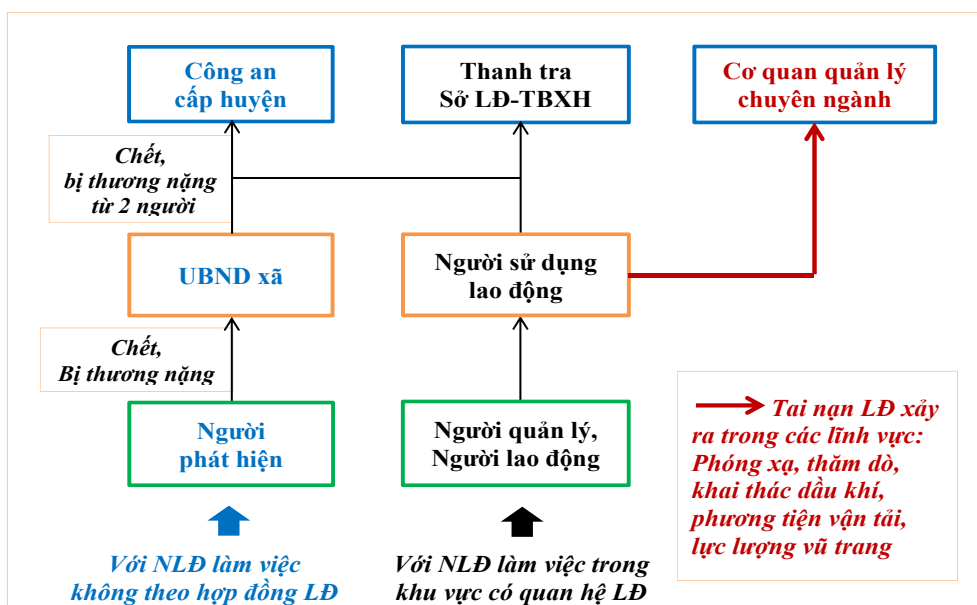 Công an
cấp huyện
Thanh tra
Sở LĐ-TBXH
Cơ quan quản lý
chuyên ngành
Chết,
bị thương nặng
từ 2 người
UBND xã
Người sử dụng
lao động
Chết,
Bị thương nặng
Người
phát hiện
Người quản lý,
Người lao động
Tai nạn LĐ xảy
ra trong các lĩnh vực:
Phóng xạ, thăm dò,
khai thác dầu khí,
phương tiện vận tải,
lực lượng vũ trang
Với NLĐ làm việc
không theo hợp đồng LĐ
Với NLĐ làm việc trong
khu vực có quan hệ LĐ